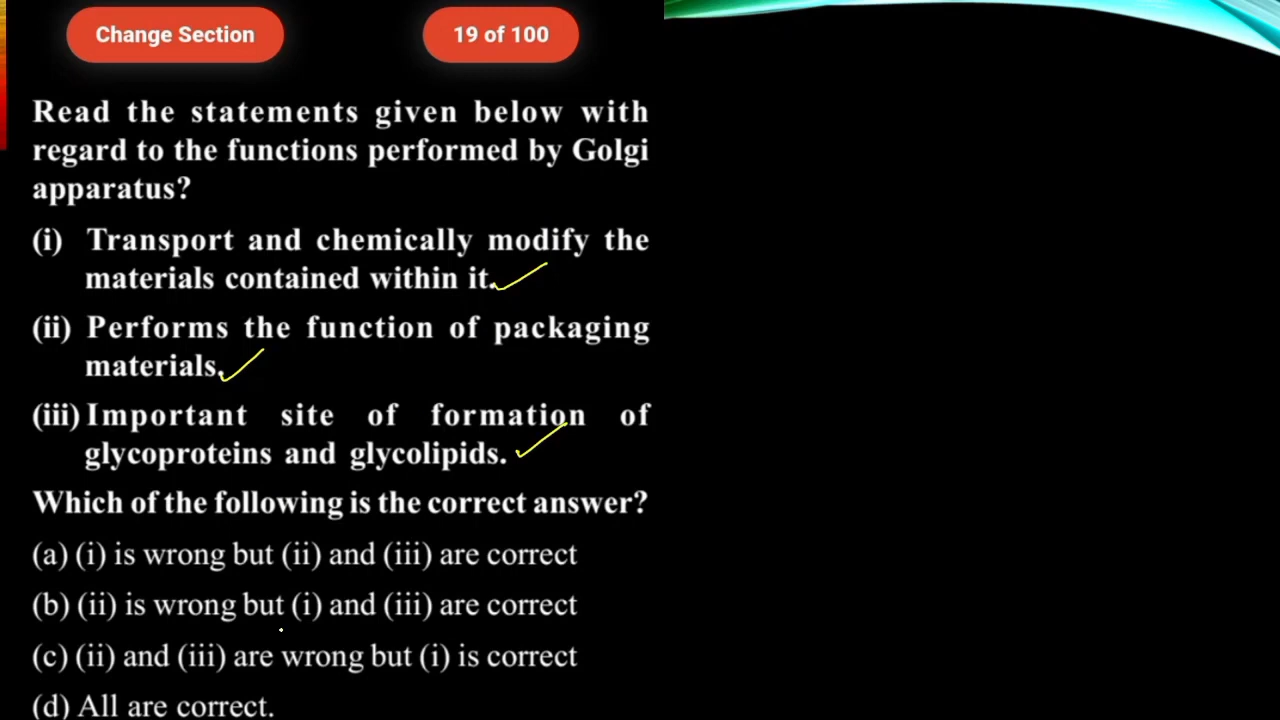 Change Section
19 of 100
Read the statements given below with
regard to the functions performed by Golgi
apparatus?
(i) Transport and chemically modify the
materials contained within it.
(ii) Performs the function of packaging
materials.
(iii) Important site of formation of
glycoproteins and glycolipids.
Which of the following is the correct answer?
(a) (i) is wrong but (ii) and (iii) are correct
(b) (ii) is wrong but (i) and (iii) are correct
(c) (ii) and (iii) are wrong but (i) is correct
(d) All are correct.